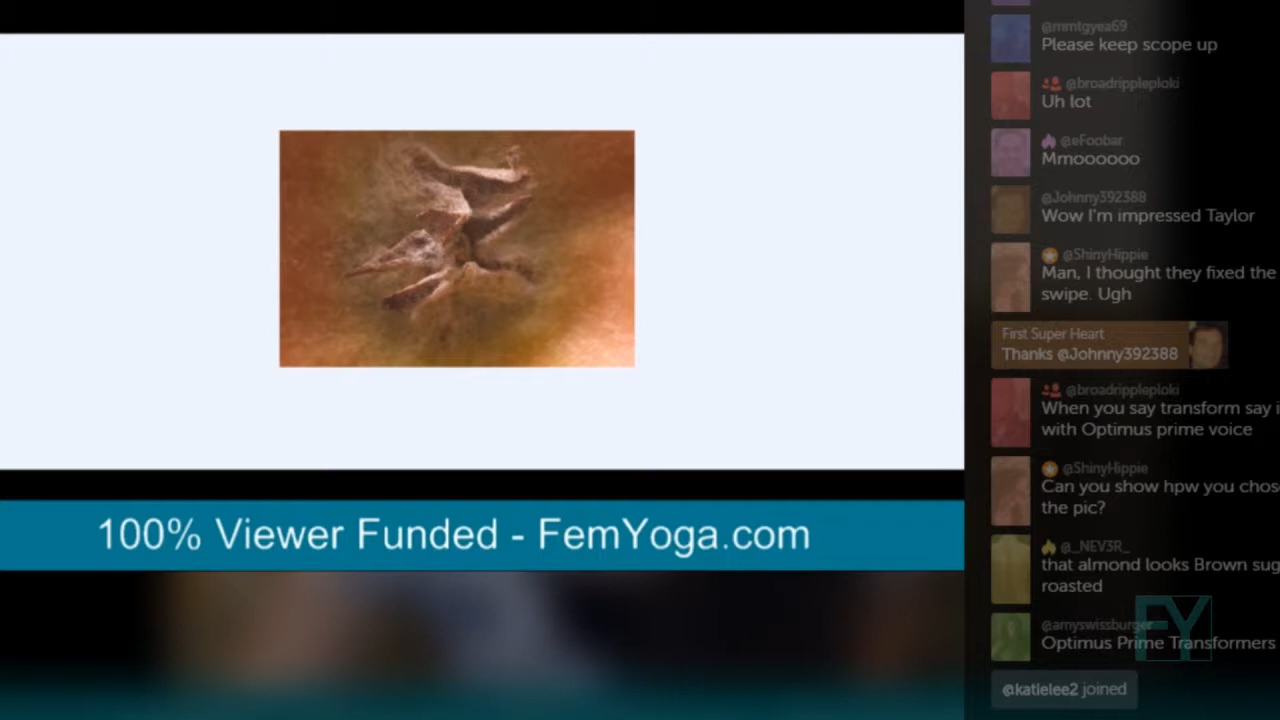 @mmtgyea69
Please keep scope up
@broadrippleploki
Uh lot
@eFoobar
Mmoooooo
@Johnny392388
Wow I'm impressed Taylor
@ShinyHippie
Man, I thought they fixed the
swipe. Ugh
First Super Heart
Thanks @Johnny392388
@broadrippleploki
When you say transform say i
with Optimus prime voice
@ShinyHippie
Can you show hpw you chos
the pic?
@_NEV3R_
that almond looks Brown sug
roasted
@amyswissburger
Optimus Prime Transformers
FY
@katielee2 joined
100% Viewer Funded - FemYoga.com